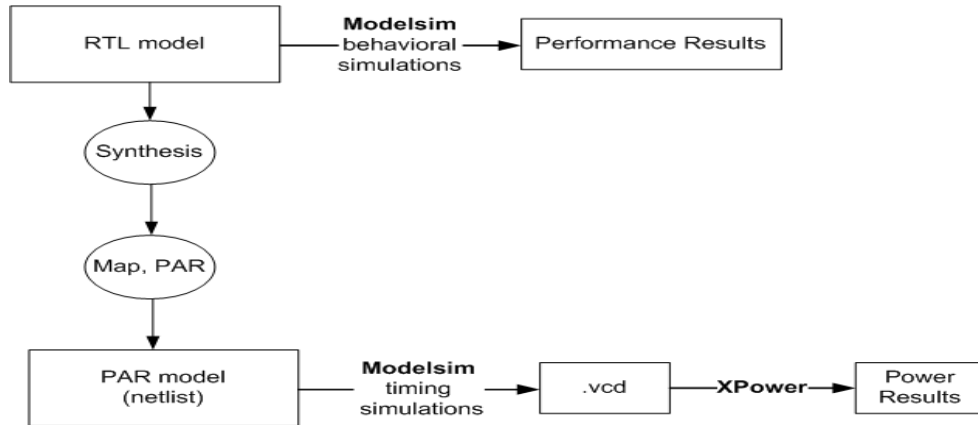 RTL model
Modelsim
behavioral
simulations
Performance Results
Synthesis
Map, PAR
PAR model
(netlist)
Modelsim
timing
simulations
.vcd
XPower
Power
Results